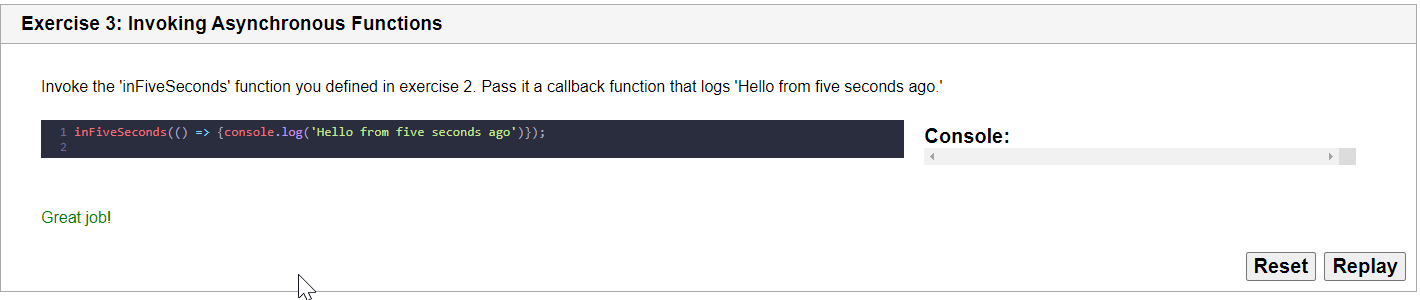 Exercise 3: Invoking Asynchronous Functions
Invoke the 'inFiveSeconds' function you defined in exercise 2. Pass it a callback function that logs 'Hello from five seconds ago.'
1 inFiveSeconds(() => {console.log('Hello from five seconds ago')});
2
Console:
Great job!
Reset Replay